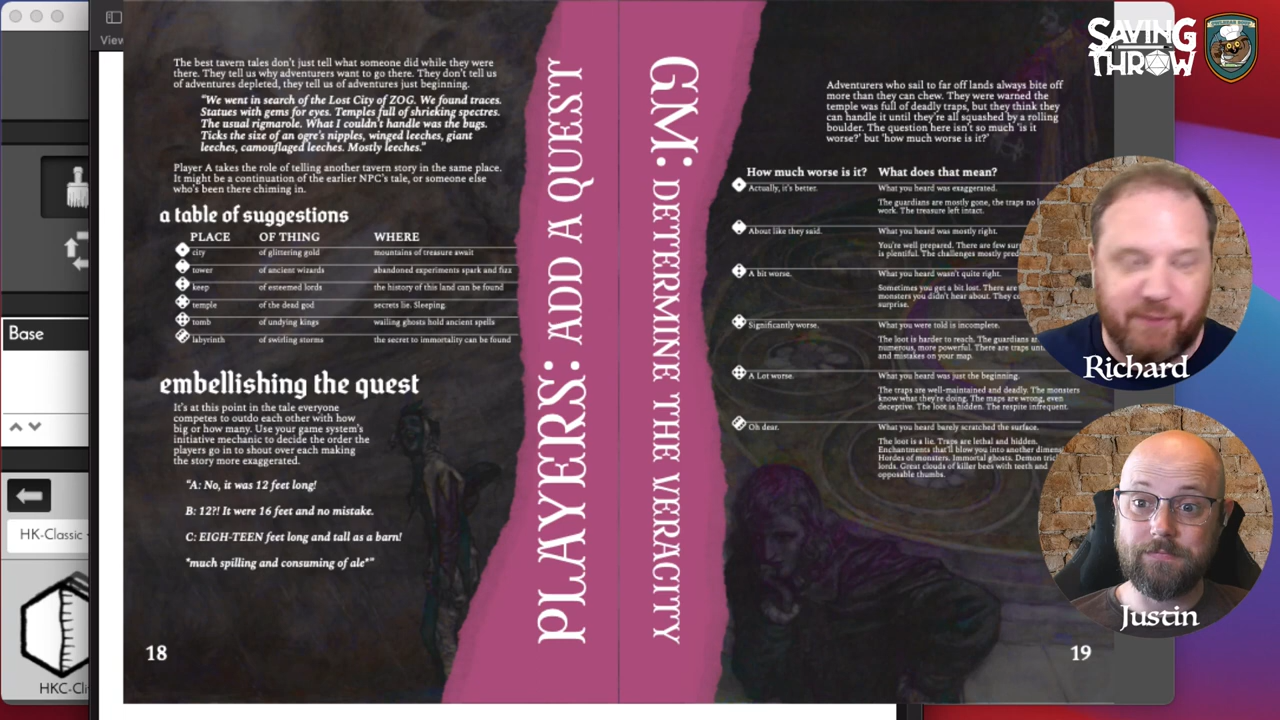 View
SAVING
THROW
The best tavern tales don't just tell what someone did while they were
there. They tell us why adventurers want to go there. They don't tell us
of adventures depleted, they tell us of adventures just beginning.
"We went in search of the Lost City of ZOG. We found traces.
Statues with gems for eyes. Temples full of shrieking spectres.
The usual rigmarole. What I couldn't handle was the bugs.
Ticks the size of an ogre's nipples, winged leeches, giant
leeches, camouflaged leeches. Mostly leeches."
Player A takes the role of telling another tavern story in the same place.
It might be a continuation of the earlier NPC's tale, or someone else
who's been there chiming in.
a table of suggestions
PLACE OF THING WHERE
city of glittering gold mountains of treasure await
tower of ancient wizards abandoned experiments spark and fizz
keep of esteemed lords the history of this land can be found
temple of the dead god secrets lie. Sleeping.
tomb of undying kings wailing ghosts hold ancient spells
labyrinth of swirling storms the secret to immortality can be found
embellishing the quest
It's at this point in the tale everyone
competes to outdo each other with how
big or how many. Use your game system's
initiative mechanic to decide the order the
players go in to shout over each making
the story more exaggerated.
"A: No, it was 12 feet long!
B: 12?! It were 16 feet and no mistake.
C: EIGH-TEEN feet long and tall as a barn!
*much spilling and consuming of ale*"
18
PLAYERS: ADD A QUEST
GM: DETERMINE THE VERACITY
Adventurers who sail to far off lands always bite off
more than they can chew. They were warned the
temple was full of deadly traps, but they think they
can handle it until they're all squashed by a rolling
boulder. The question here isn't so much 'is it
worse?' but 'how much worse is it?'
How much worse is it? What does that mean?
Actually, it's better. What you heard was exaggerated.
The guardians are mostly gone, the traps no
work. The treasure left intact.
About like they said. What you heard was mostly right.
You're well prepared. There are few
is plentiful. The challenges mostly
A bit worse. What you heard wasn't quite right.
Sometimes you get a bit lost. There are
monsters you didn't hear about. They
surprise.
Significantly worse. What you were told is incomplete.
The loot is harder to reach. The guardians
numerous, more powerful. There are traps
and mistakes on your map.
A Lot worse. What you heard was just the beginning.
The traps are well-maintained and deadly. The monsters
know what they're doing. The maps are wrong, even
deceptive. The loot is hidden. The respite infrequent.
Oh dear. What you heard barely scratched the surface.
The loot is a lie. Traps are lethal and hidden.
Enchantments that'll blow you into another
Hordes of monsters. Immortal ghosts. Demon
lords. Great clouds of killer bees with teeth and
opposable thumbs.
19
Richard
Justin
Base
HK-Classic